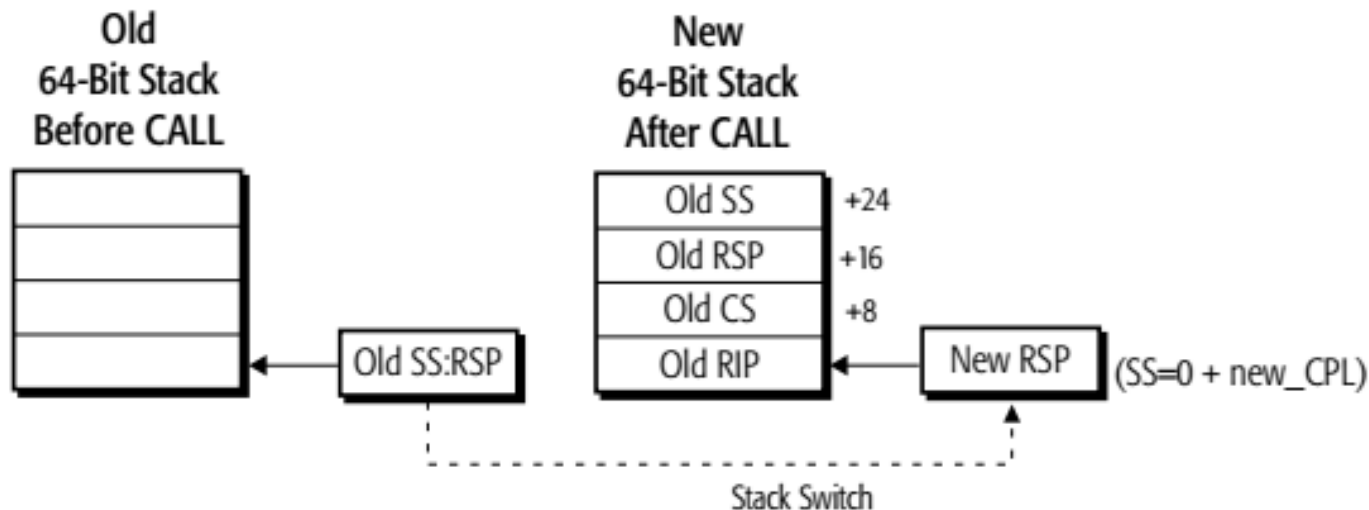 Old
64-Bit Stack
Before CALL
New
64-Bit Stack
After CALL
Old SS +24
Old RSP +16
Old CS +8
Old SS:RSP
Old RIP
New RSP
(SS=0 + new_CPL)
Stack Switch